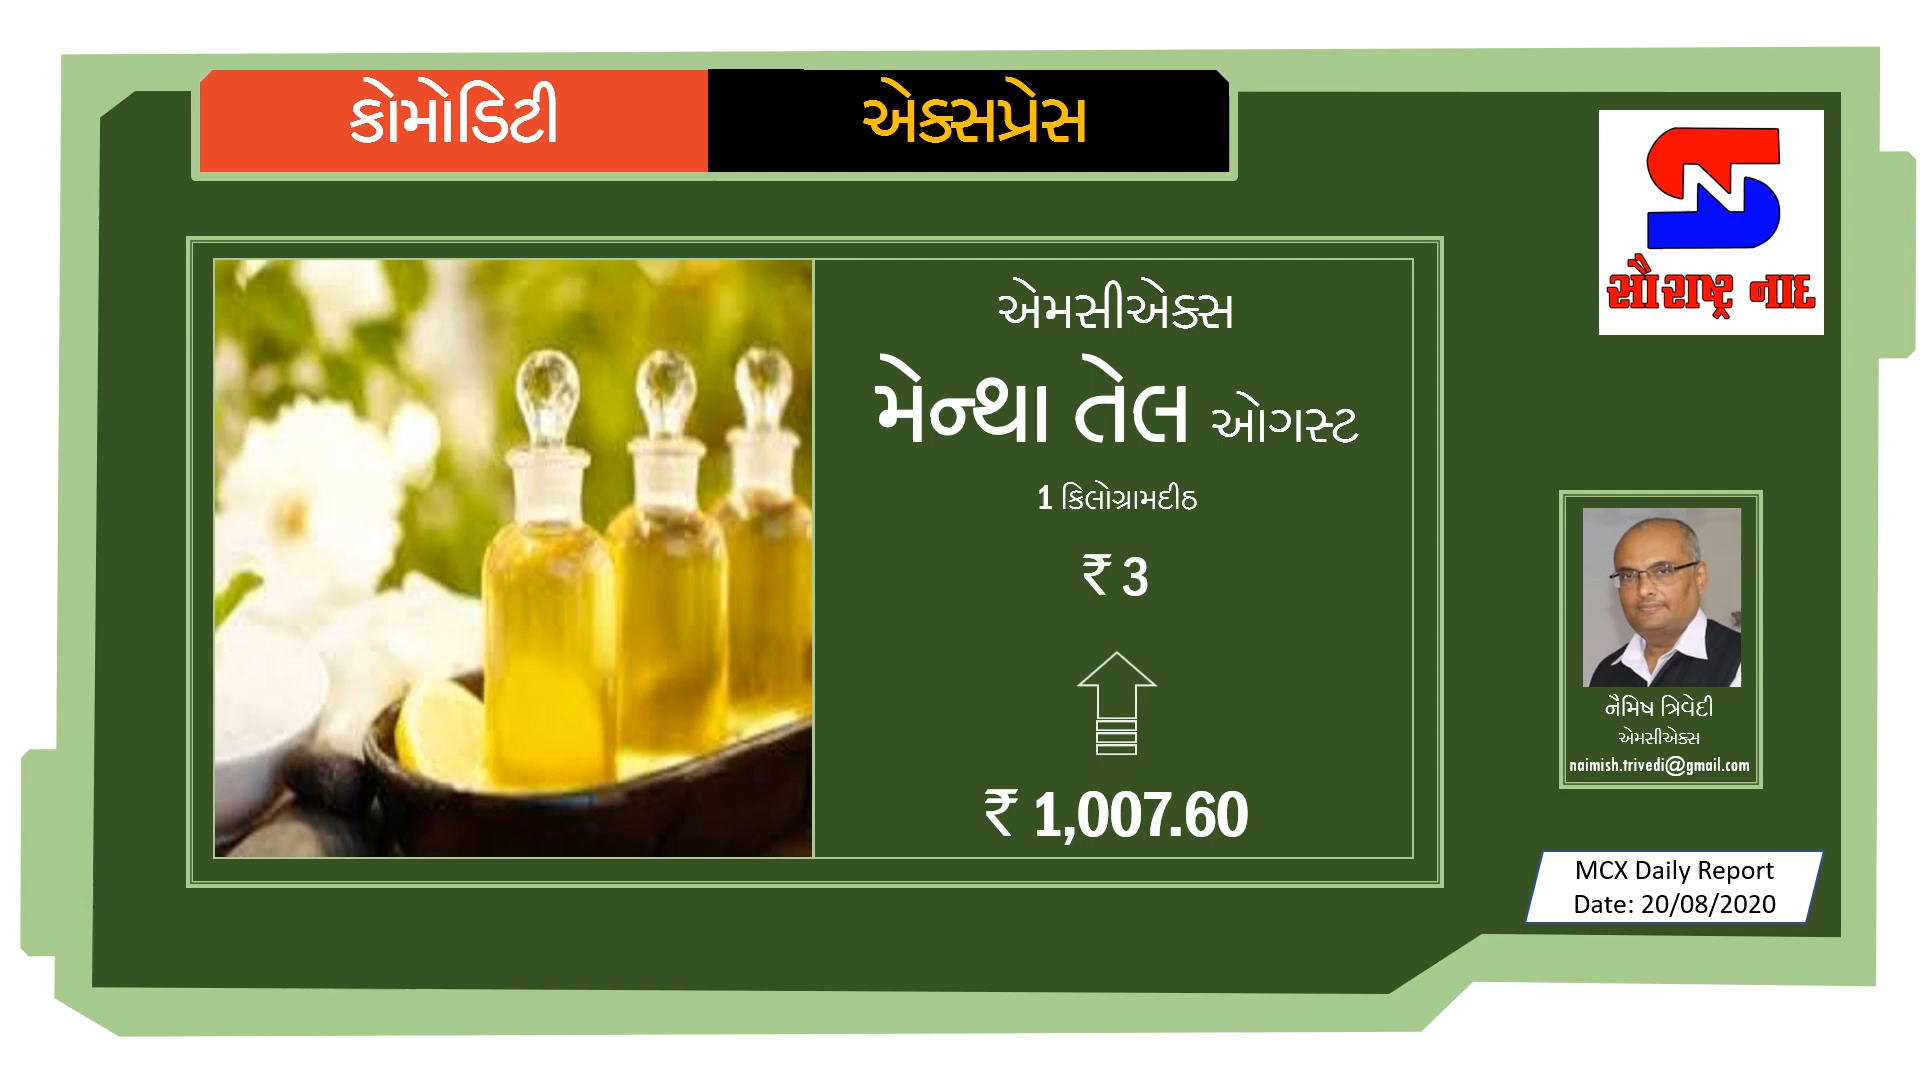 કોમોડિટી એક્સપ્રેસ
સૌરાષ્ટ્ર નાદ
એમસીએક્સ
મેન્થા તેલ ઓગસ્ટ
1 કિલોગ્રામદીઠ
₹ 3
₹ 1,007.60
નૈમિષ ત્રિવેદી
એમસીએક્સ
naimish.trivedi@gmail.com
MCX Daily Report
Date: 20/08/2020